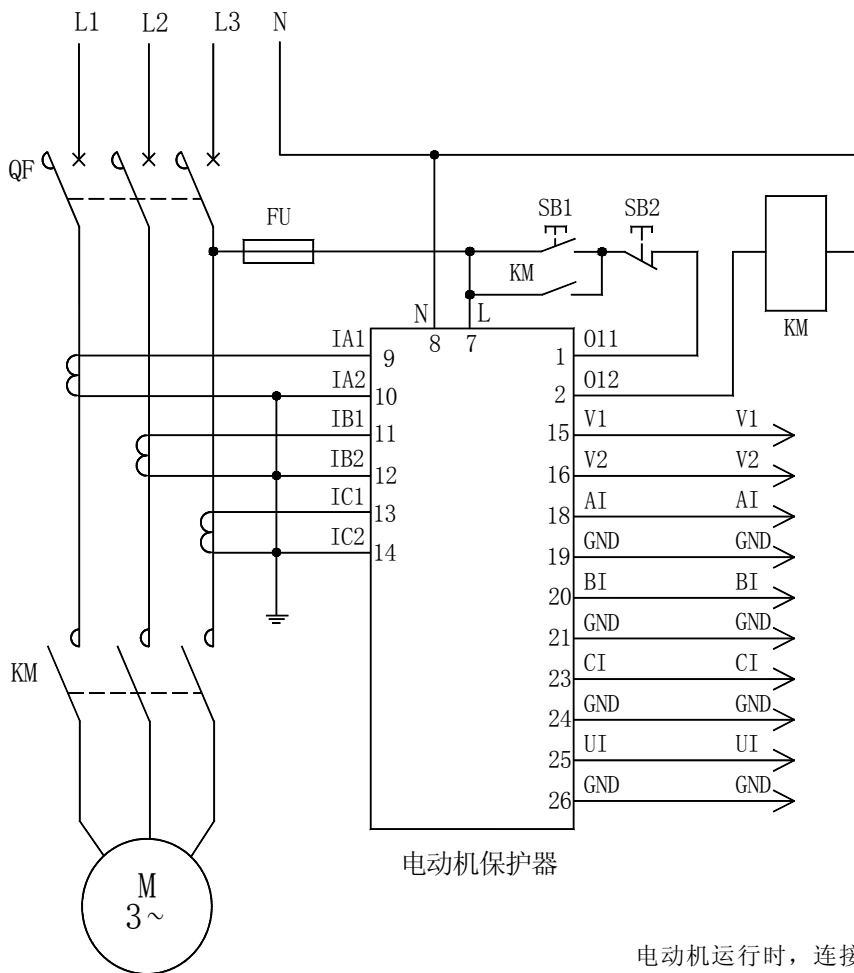 L1 L2 L3 N
QF
FU
SB1 SB2
KM
KM
N L
8 7
IA1 9
IA2 10
IB1 11
IB2 12
IC1 13
IC2 14
1 O11
2 O12
15 V1 V1
16 V2 V2
18 AI AI
19 GND GND
20 BI BI
21 GND GND
23 CI CI
24 GND GND
25 UI UI
26 GND GND
KM
电动机保护器
M
3～
电动机运行时，连接